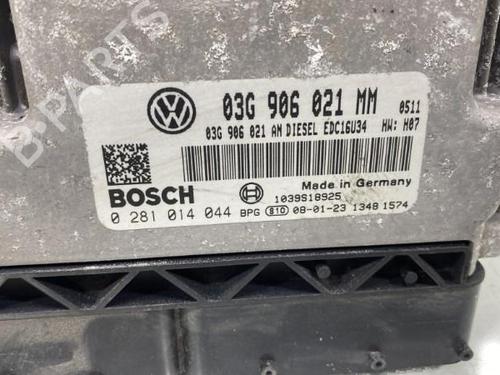 03G 906 021 MM 0511
03G 906 021 AN DIESEL EDC16U34 HW: H07
Made in Germany
BOSCH 1039S18925
0 281 014 044 BPG 810 08-01-23 1348 1574
B-PARTS